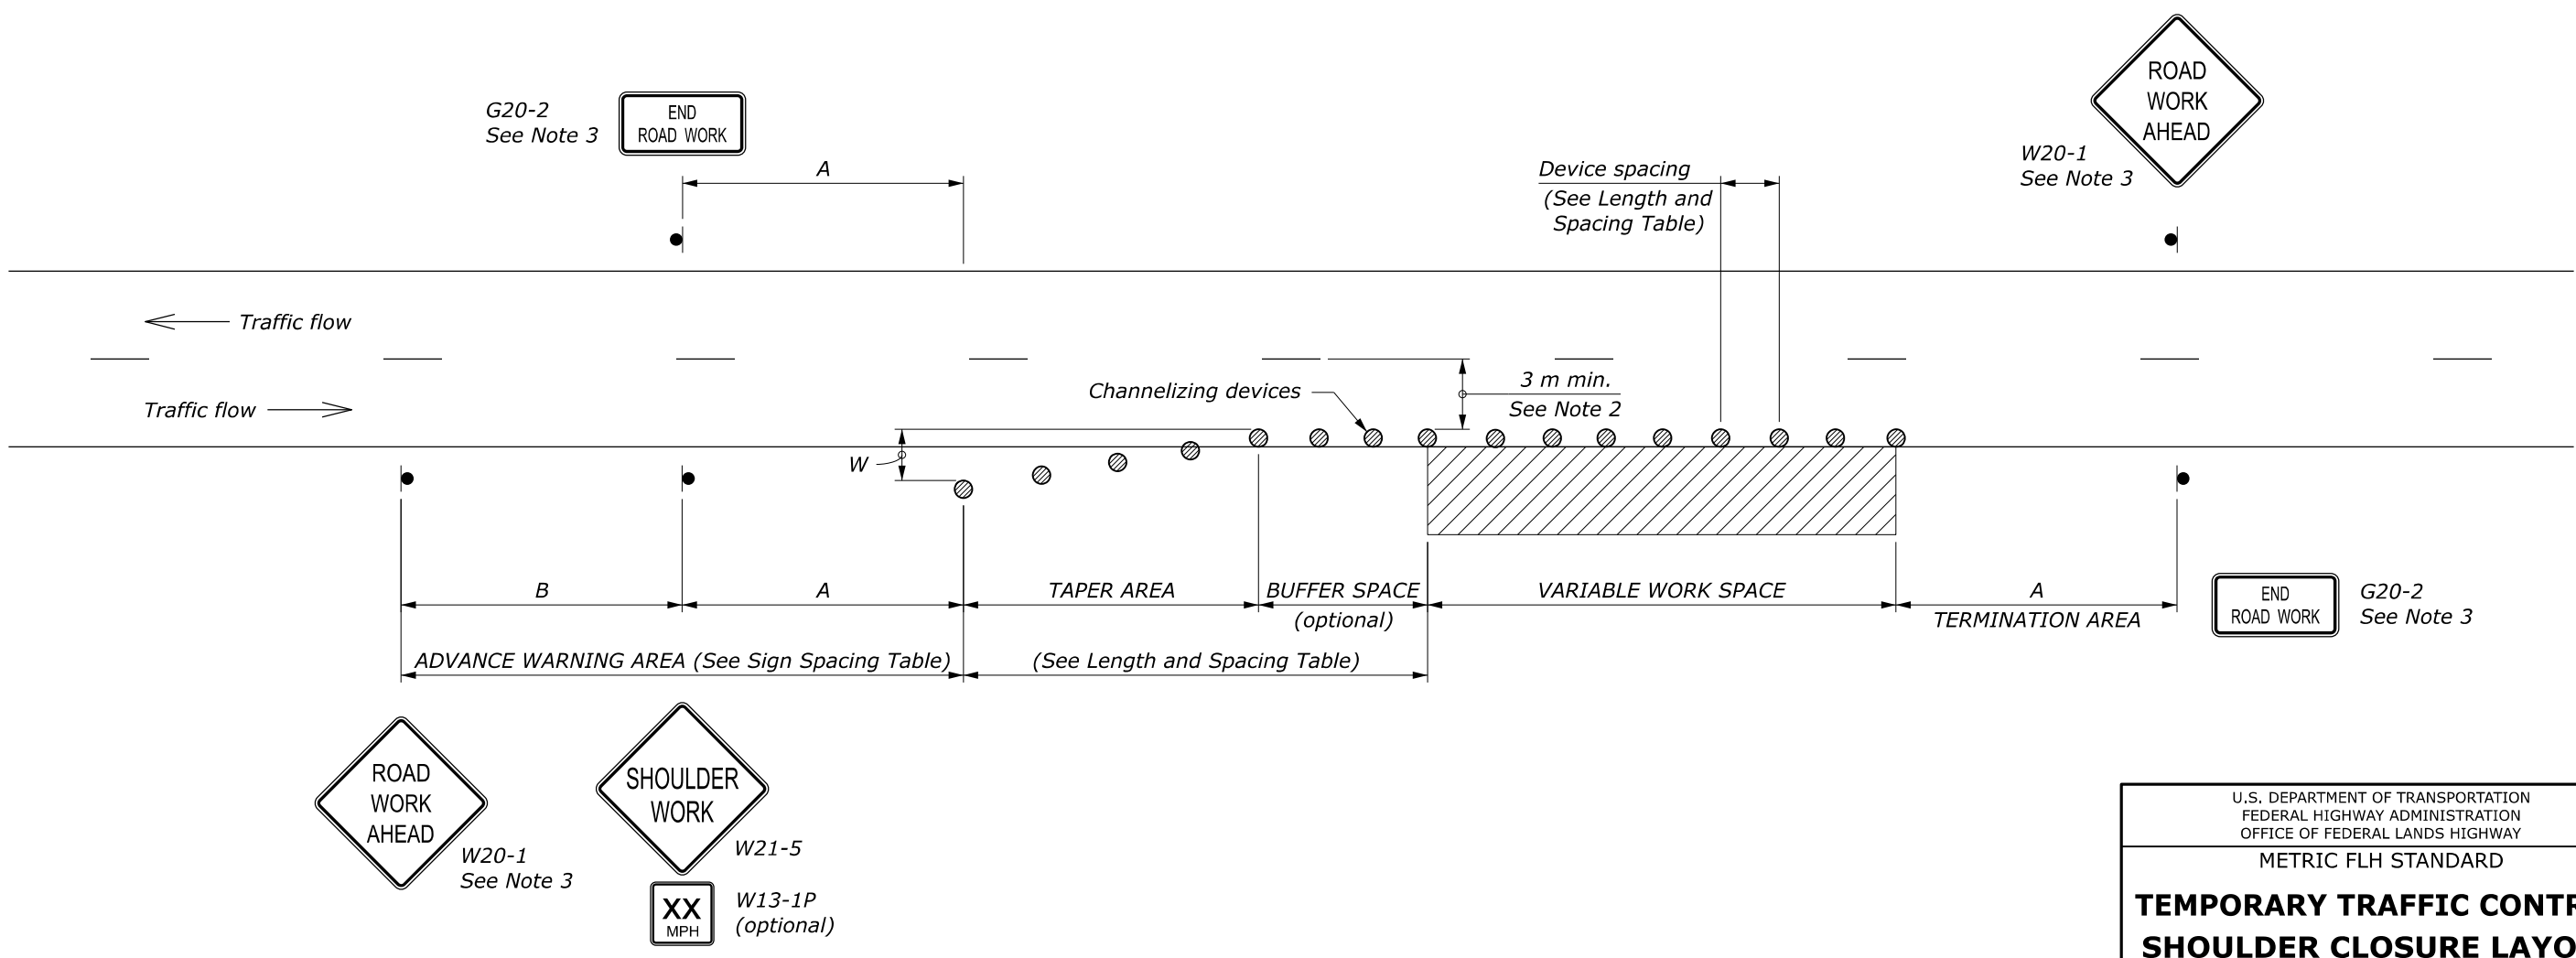 ROAD
WORK
AHEAD
W20-1
See Note 3
G20-2
See Note 3
END
ROAD WORK
A
Device spacing
(See Length and
Spacing Table)
Traffic flow
Traffic flow
Channelizing devices
3 m min.
See Note 2
W
B
A
TAPER AREA
BUFFER SPACE
(optional)
VARIABLE WORK SPACE
A
TERMINATION AREA
END
ROAD WORK
G20-2
See Note 3
ADVANCE WARNING AREA (See Sign Spacing Table)
(See Length and Spacing Table)
ROAD
WORK
AHEAD
W20-1
See Note 3
SHOULDER
WORK
W21-5
XX
MPH
W13-1P
(optional)
U.S. DEPARTMENT OF TRANSPORTATION
FEDERAL HIGHWAY ADMINISTRATION
OFFICE OF FEDERAL LANDS HIGHWAY
METRIC FLH STANDARD
TEMPORARY TRAFFIC
SHOULDER CLOSURE